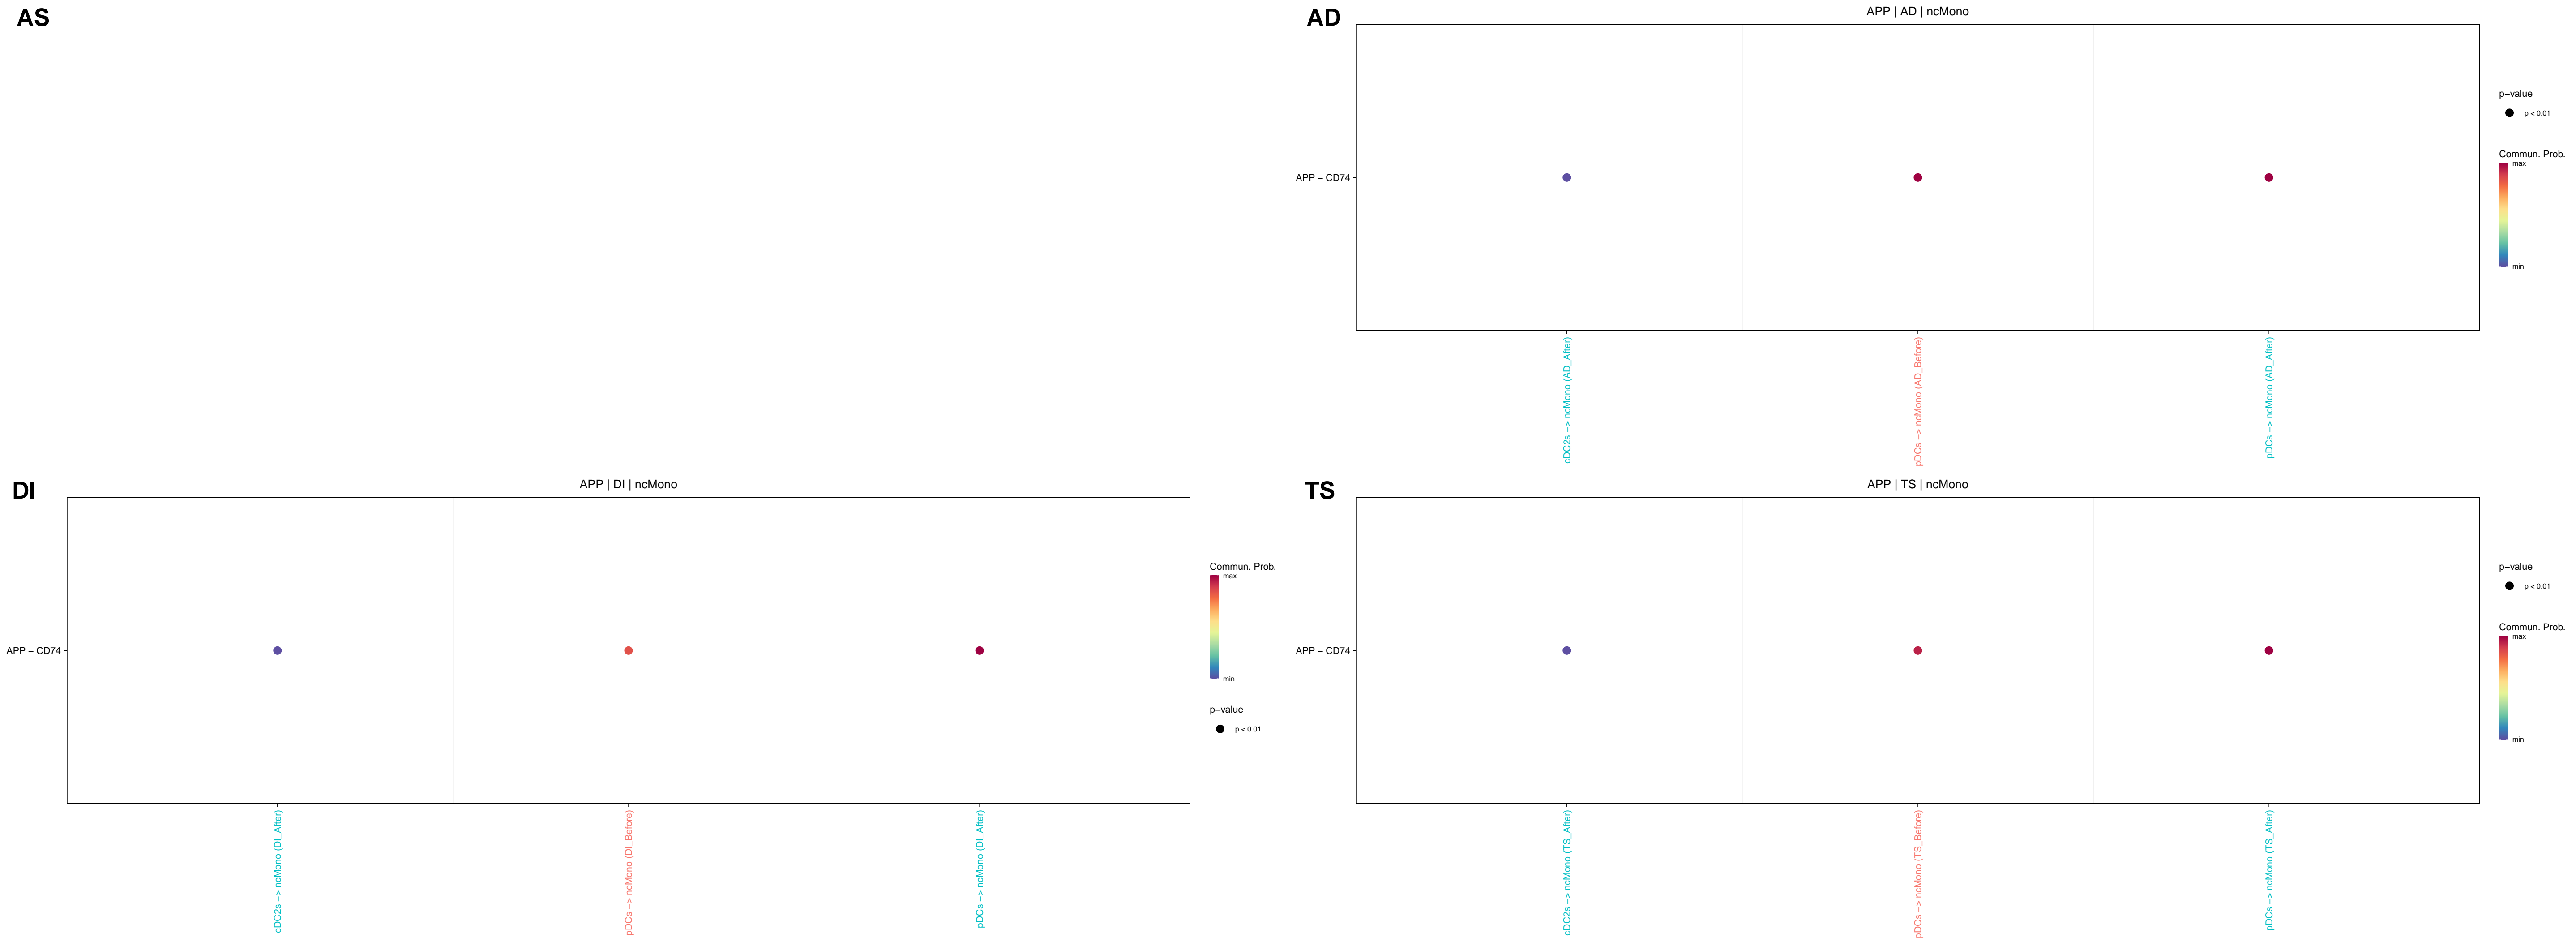 AS
AD
APP | AD | ncMono
APP – CD74
cDC2s –> ncMono (AD_After)
pDCs –> ncMono (AD_Before)
pDCs –> ncMono (AD_After)
p–value
p < 0.01
Commun. Prob.
max
min
DI
APP | DI | ncMono
APP – CD74
cDC2s –> ncMono (DI_After)
pDCs –> ncMono (DI_Before)
pDCs –> ncMono (DI_After)
Commun. Prob.
max
min
p–value
p < 0.01
TS
APP | TS | ncMono
APP – CD74
cDC2s –> ncMono (TS_After)
pDCs –> ncMono (TS_Before)
pDCs –> ncMono (TS_After)
p–value
p < 0.01
Commun. Prob.
max
min